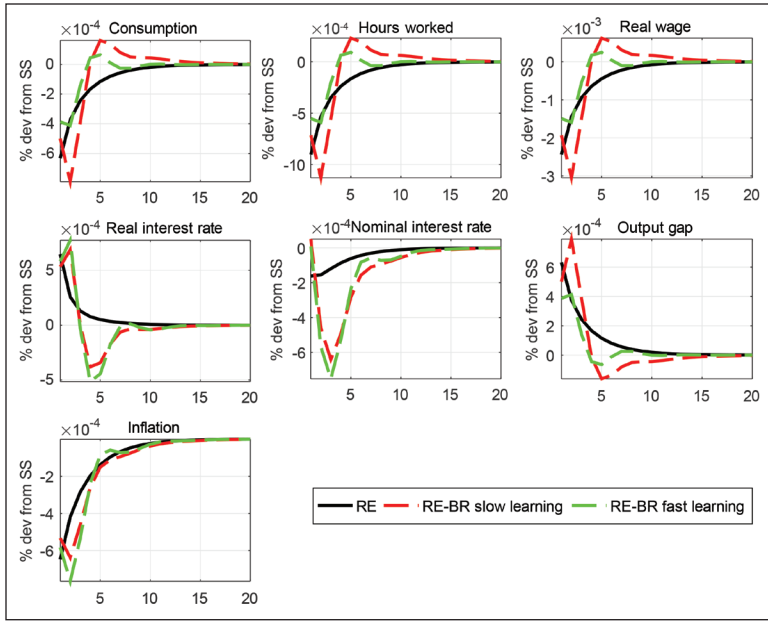 ×10⁻⁴ Consumption
% dev from SS
0
-2
-4
-6
5 10 15 20
×10⁻⁴ Hours worked
% dev from SS
0
-5
-10
5 10 15 20
×10⁻³ Real wage
% dev from SS
0
-1
-2
-3
5 10 15 20
×10⁻⁴
Real interest rate
% dev from SS
5
0
-5
5 10 15 20
×10⁻⁴
Nominal interest rate
% dev from SS
0
-2
-4
-6
5 10 15 20
×10⁻⁴
Output gap
% dev from SS
6
4
2
0
5 10 15 20
×10⁻⁴
Inflation
% dev from SS
-2
-4
-6
5 10 15 20
RE RE-BR slow learning RE-BR fast learning